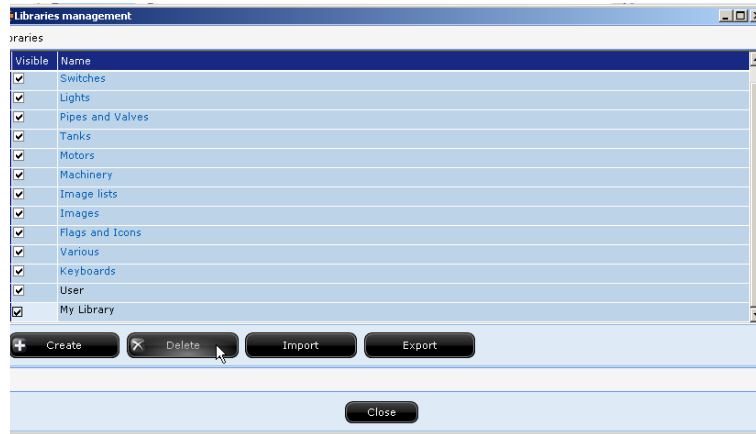 Libraries management
braries
Visible Name
Switches
Lights
Pipes and Valves
Tanks
Motors
Machinery
Image lists
Images
Flags and Icons
Various
Keyboards
User
My Library
Create Delete Import Export
Close